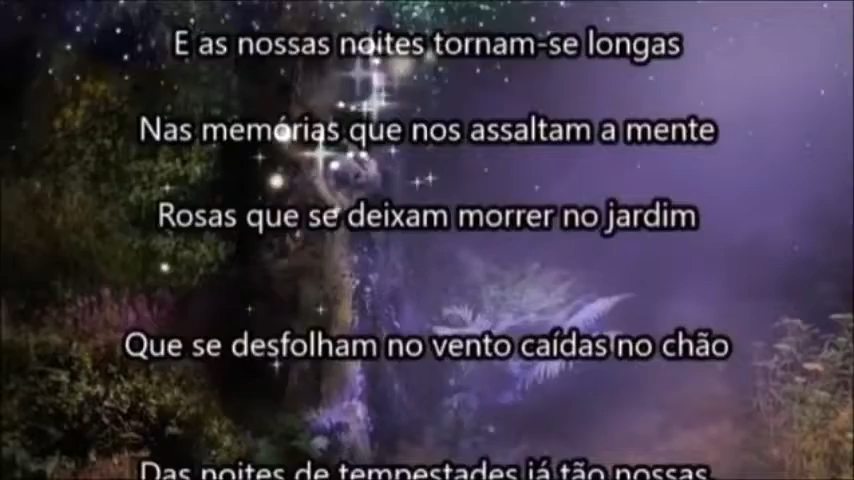 E as nossas noites tornam-se longas
Nas memórias que nos assaltam a mente
Rosas que se deixam morrer no jardim
Que se desfolham no vento caídas no chão
Das noites de tempestades já tão nossas